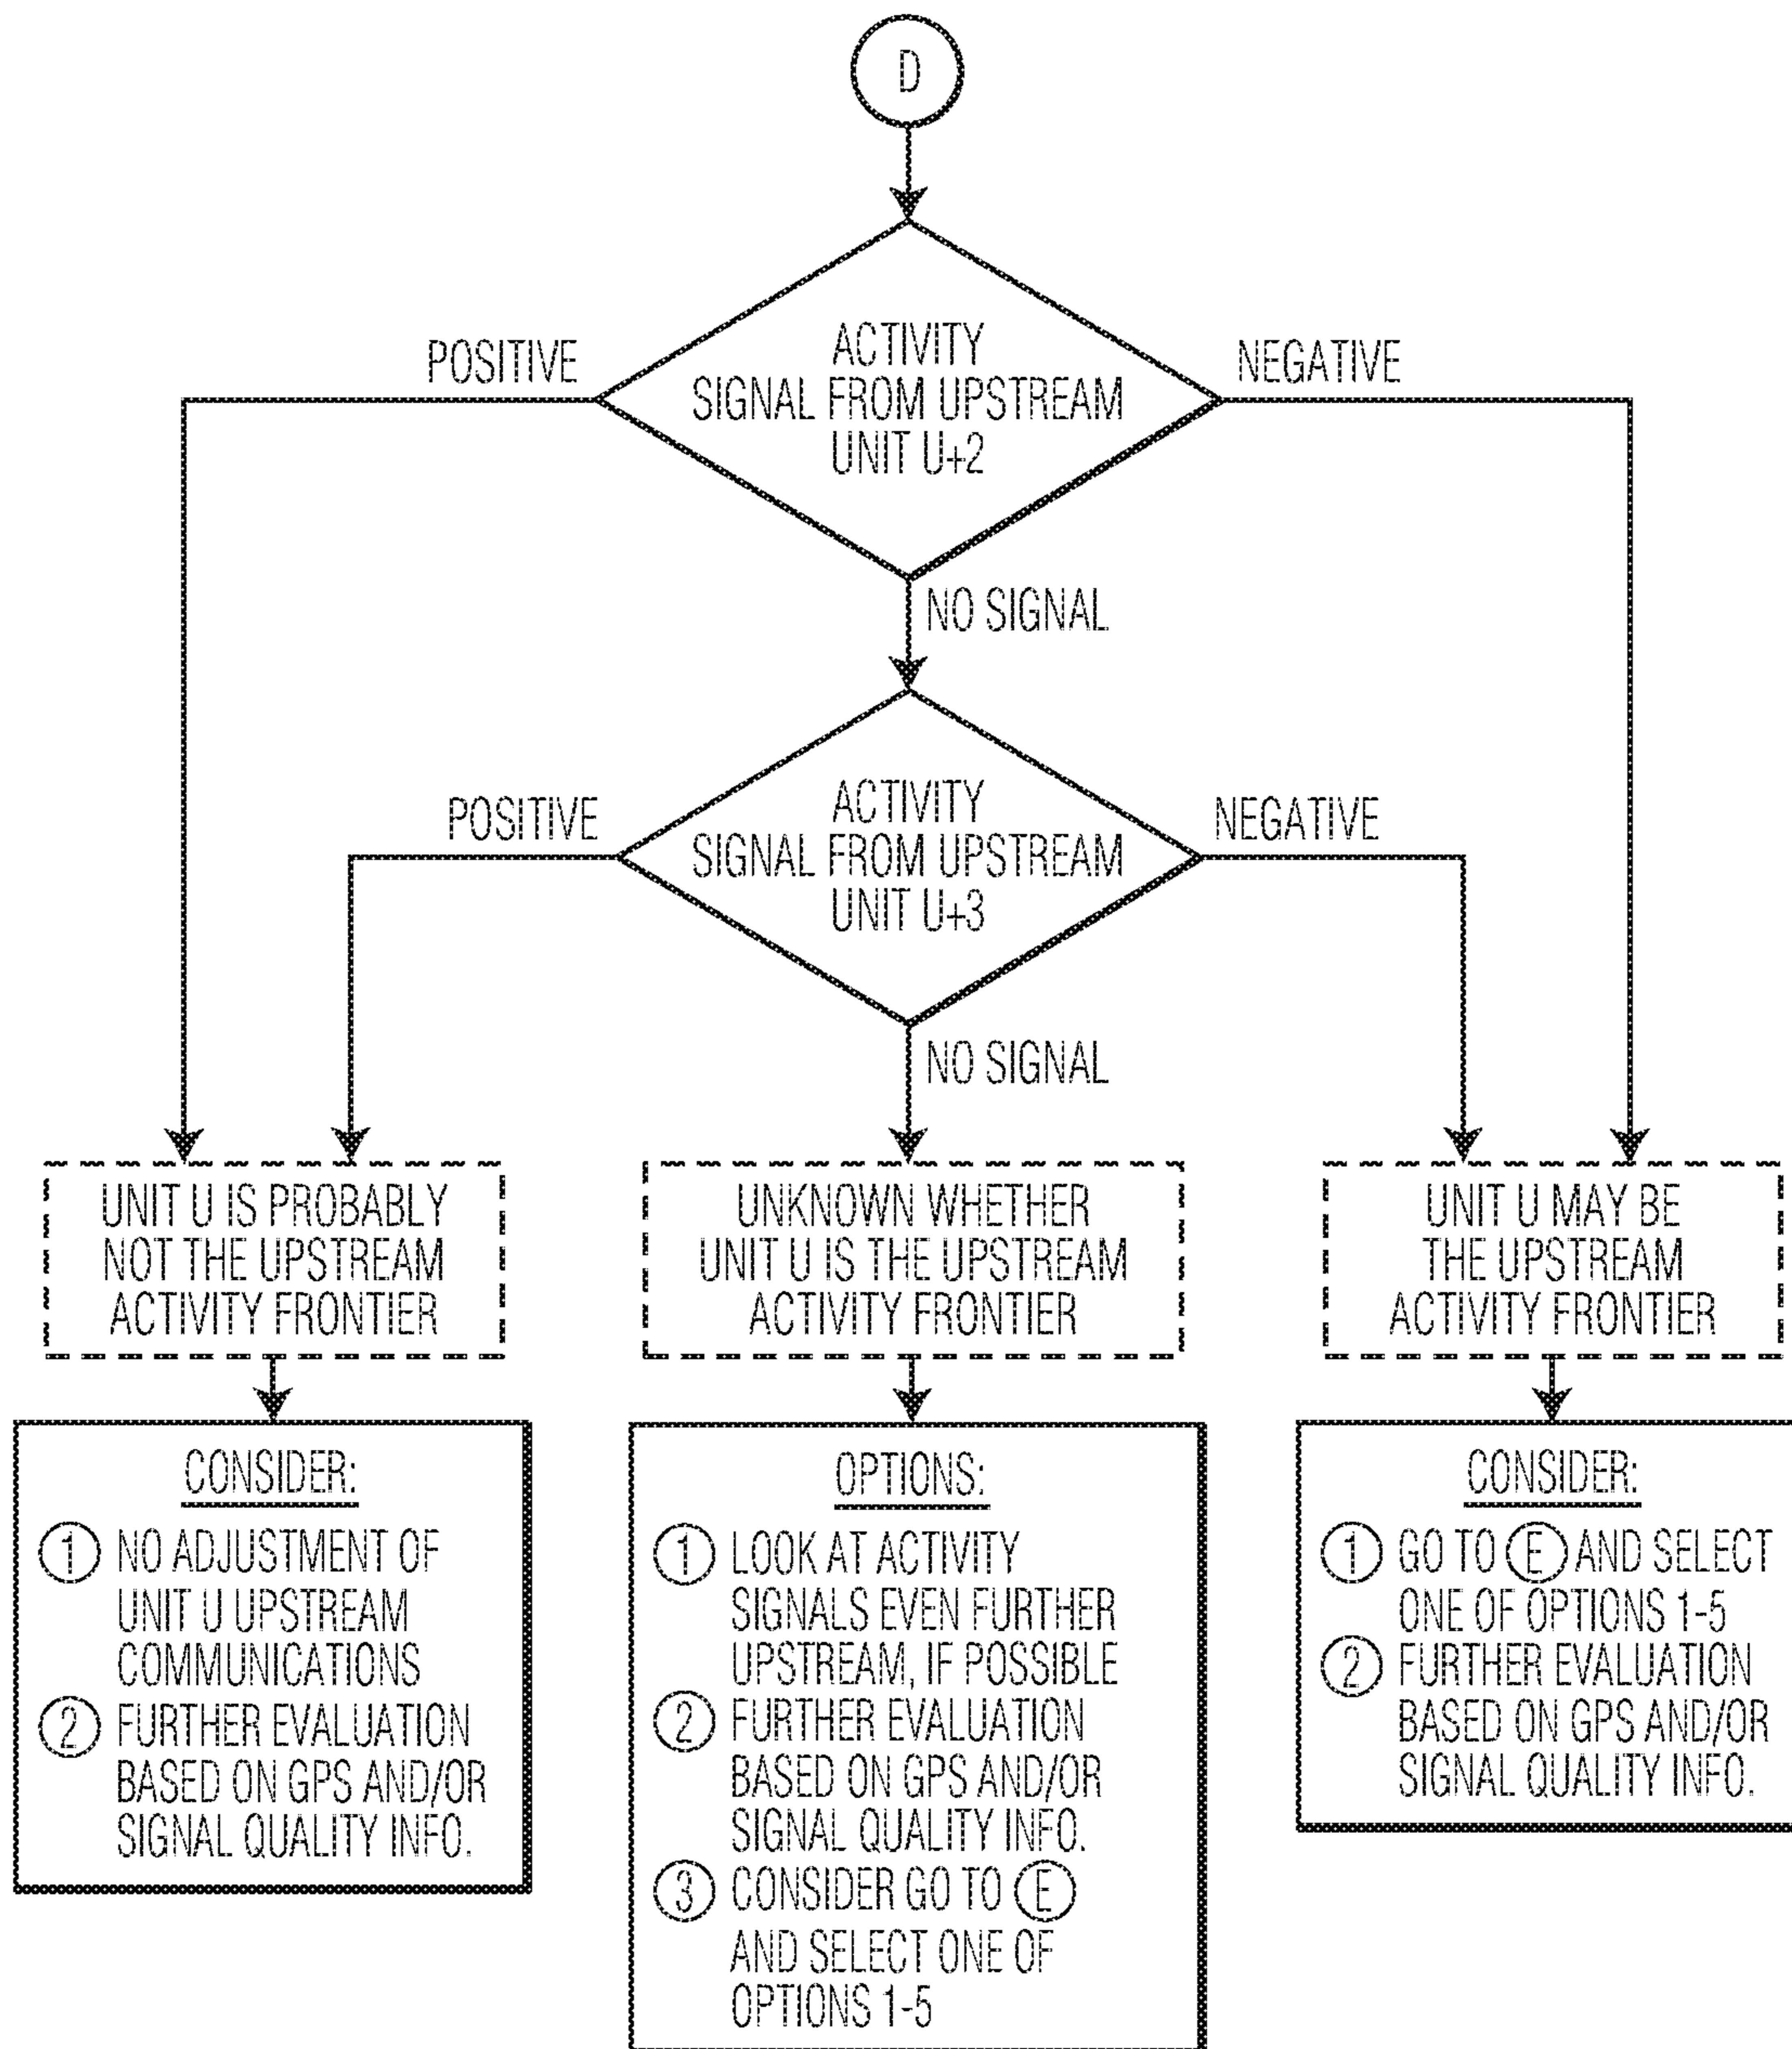 D
POSITIVE
ACTIVITY
SIGNAL FROM UPSTREAM
UNIT U+2
NEGATIVE
NO SIGNAL
POSITIVE
ACTIVITY
SIGNAL FROM UPSTREAM
UNIT U+3
NEGATIVE
NO SIGNAL
UNIT U IS PROBABLY
NOT THE UPSTREAM
ACTIVITY FRONTIER
UNKNOWN WHETHER
UNIT U IS THE UPSTREAM
ACTIVITY FRONTIER
UNIT U MAY BE
THE UPSTREAM
ACTIVITY FRONTIER
CONSIDER:
1 NO ADJUSTMENT OF
UNIT U UPSTREAM
COMMUNICATIONS
2 FURTHER EVALUATION
BASED ON GPS AND/OR
SIGNAL QUALITY INFO.
OPTIONS:
1 LOOK AT ACTIVITY
SIGNALS EVEN FURTHER
UPSTREAM, IF POSSIBLE
2 FURTHER EVALUATION
BASED ON GPS AND/OR
SIGNAL QUALITY INFO.
3 CONSIDER GO TO E
AND SELECT ONE OF
OPTIONS 1-5
CONSIDER:
1 GO TO E AND SELECT
ONE OF OPTIONS 1-5
2 FURTHER EVALUATION
BASED ON GPS AND/OR
SIGNAL QUALITY INFO.